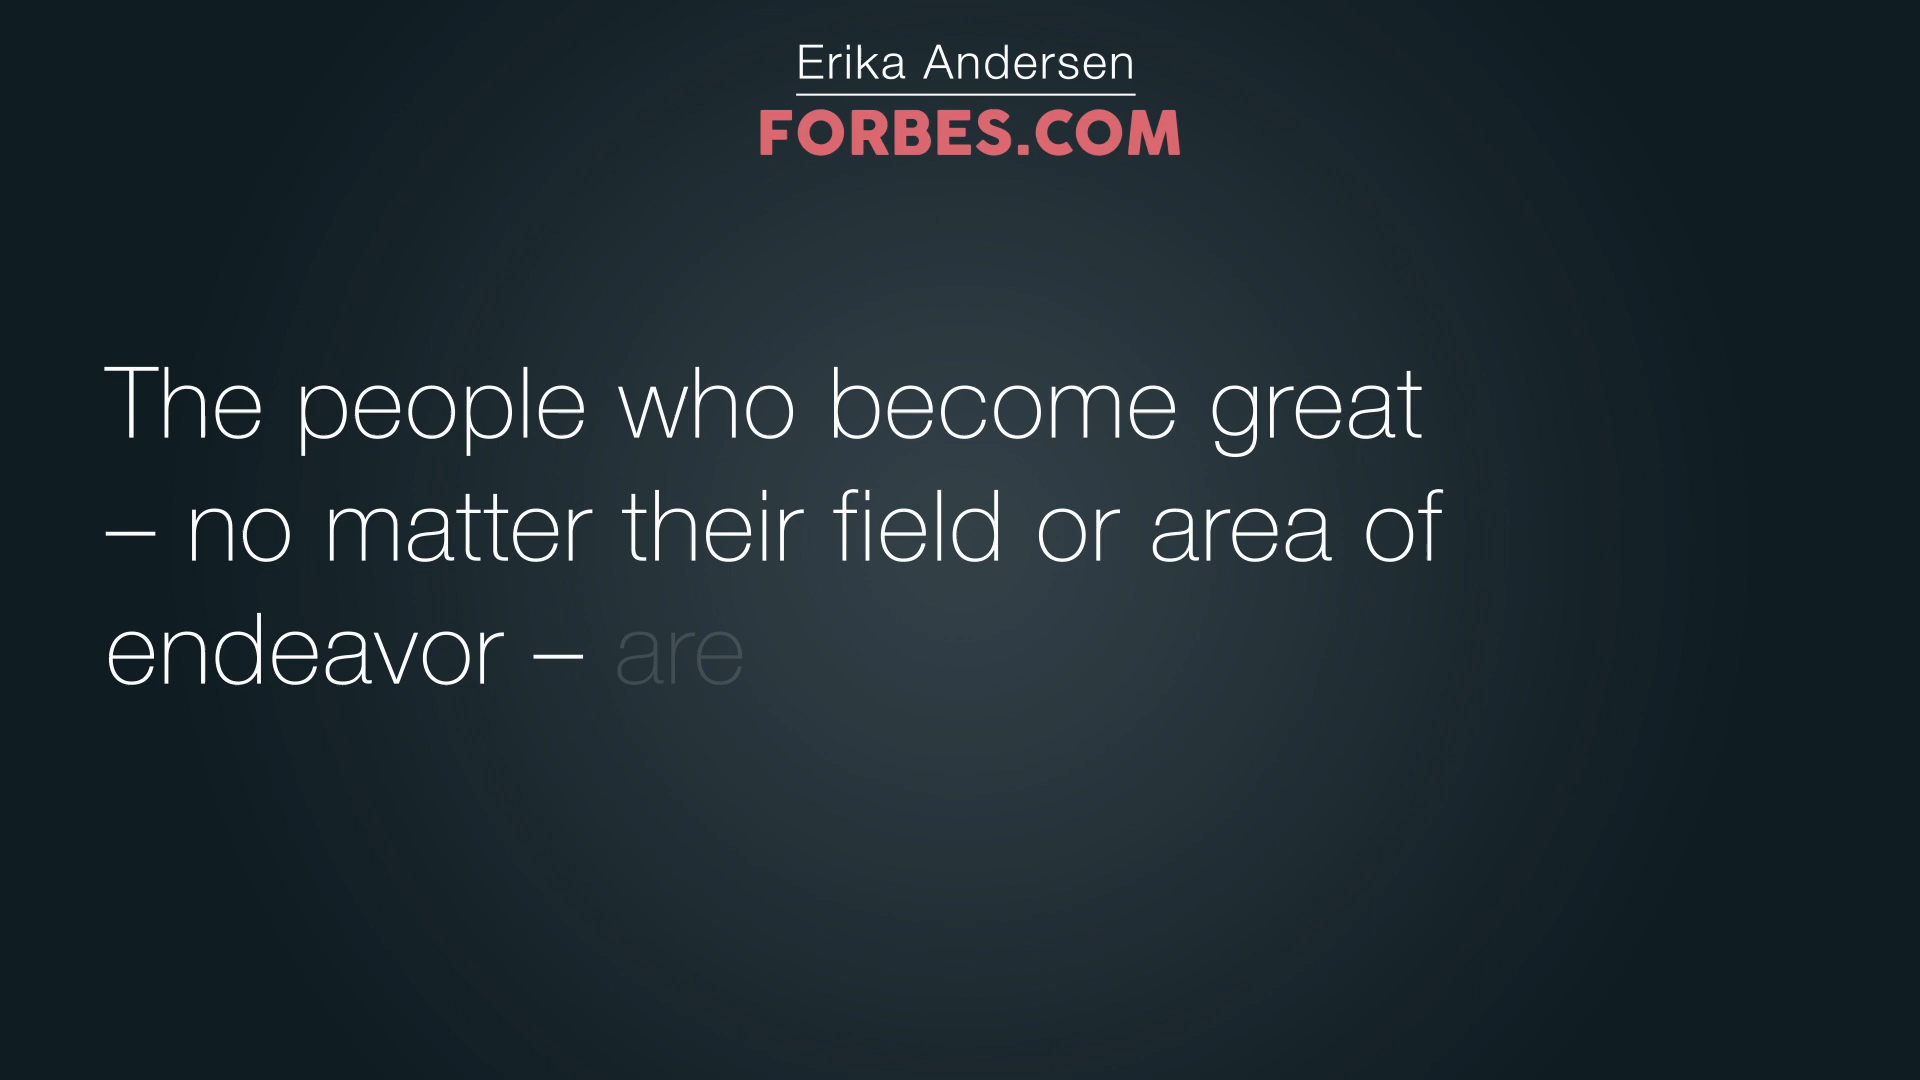 Erika Andersen
FORBES.COM
The people who become great
– no matter their field or area of
endeavor – are